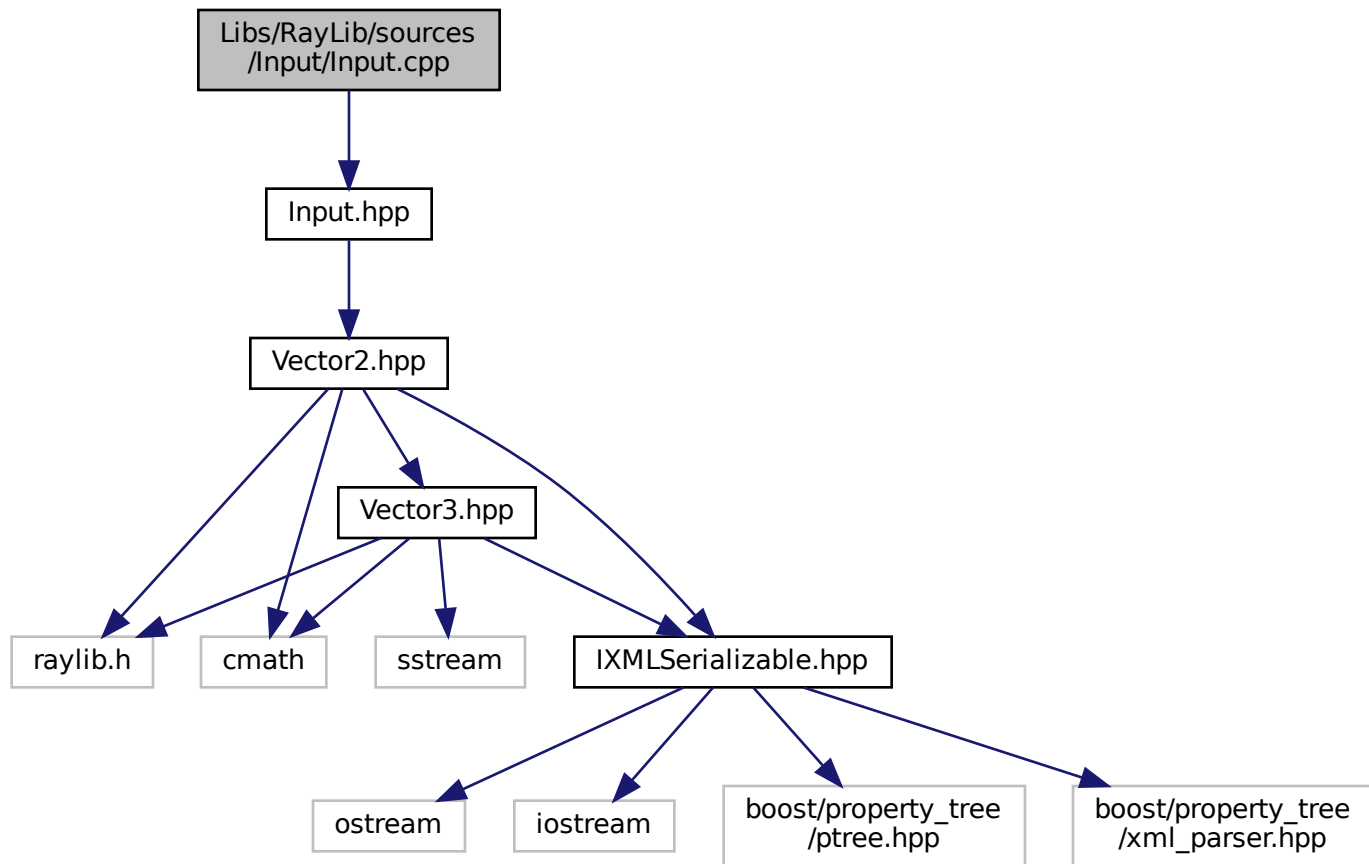 Libs/RayLib/sources
/Input/Input.cpp
Input.hpp
Vector2.hpp
Vector3.hpp
raylib.h
cmath
sstream
IXMLSerializable.hpp
ostream
iostream
boost/property_tree
/ptree.hpp
boost/property_tree
/xml_parser.hpp